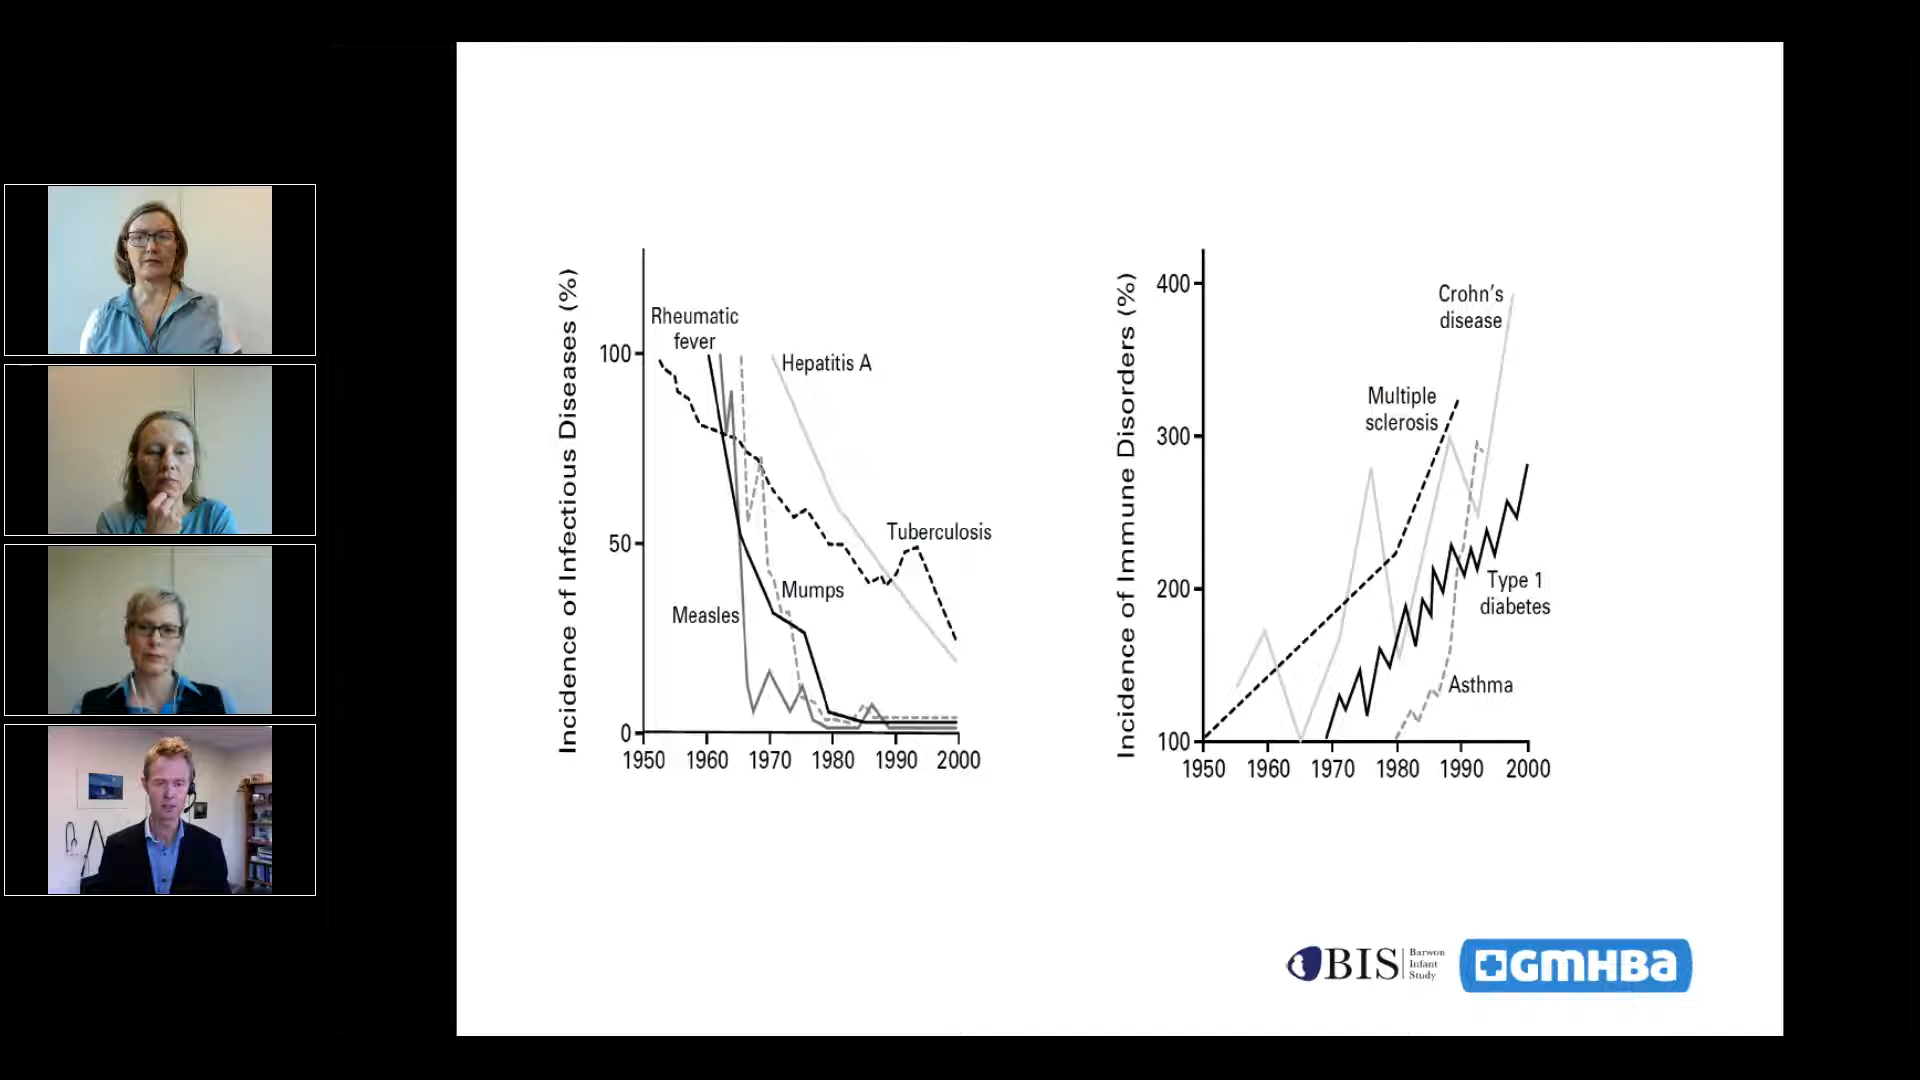 Incidence of Infectious Diseases (%)
100
50
0
1950 1960 1970 1980 1990 2000
Rheumatic
fever
Hepatitis A
Tuberculosis
Mumps
Measles
Incidence of Immune Disorders (%)
400
300
200
100
1950 1960 1970 1980 1990 2000
Crohn's
disease
Multiple
sclerosis
Type 1
diabetes
Asthma
BIS
Barwon
Infant
Study
GMHBA